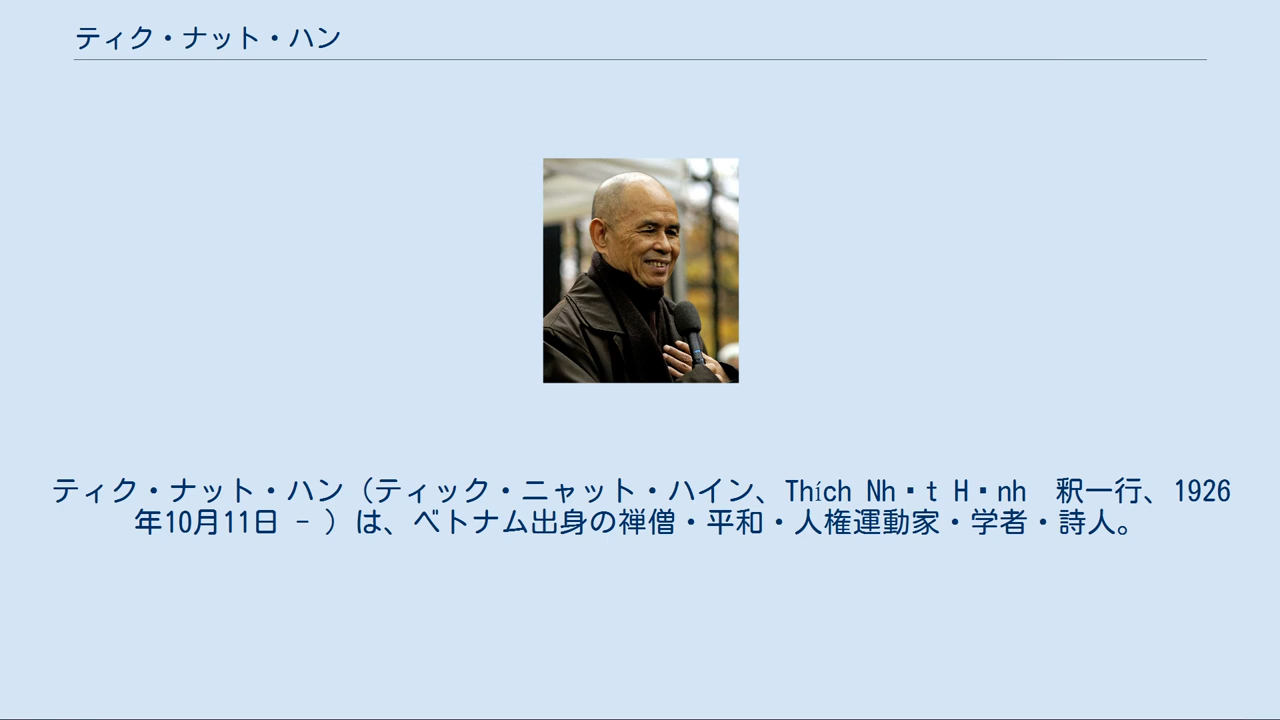 ティク・ナット・ハン
ティク・ナット・ハン（ティック・ニャット・ハイン、Thích Nh・t H・nh　釈一行、1926
年10月11日 - ）は、ベトナム出身の禅僧・平和・人権運動家・学者・詩人。